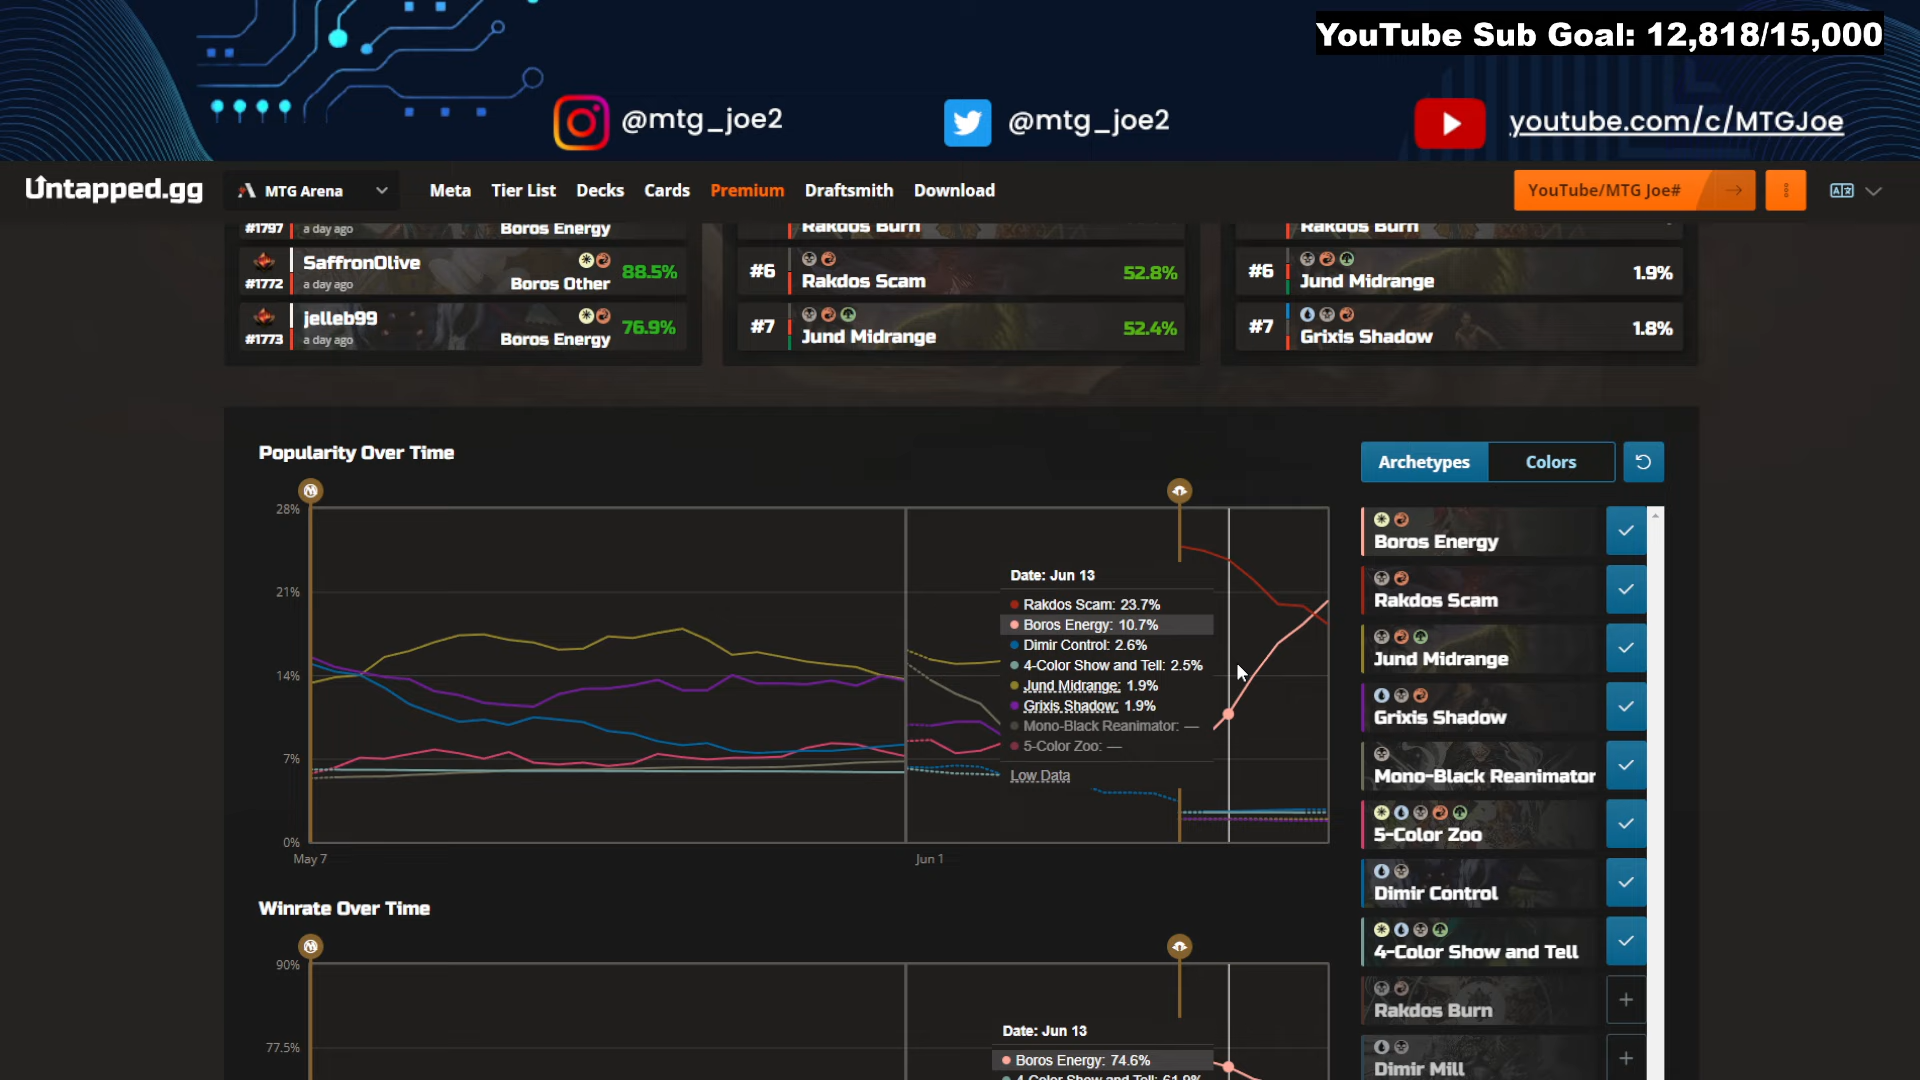 YouTube Sub Goal: 12,818/15,000
@mtg_joe2
@mtg_joe2
youtube.com/c/MTGJoe
Untapped.gg
MTG Arena
Meta
Tier List
Decks
Cards
Premium
Draftsmith
Download
YouTube/MTG Joe#
#1797
a day ago
Boros Energy
SaffronOlive
#1772
a day ago
Boros Other
88.5%
jelleb99
#1773
a day ago
Boros Energy
76.9%
Rakdos Burn
#6
Rakdos Scam
52.8%
#7
Jund Midrange
52.4%
Rakdos Burn
#6
Jund Midrange
1.9%
#7
Grixis Shadow
1.8%
Popularity Over Time
28%
21%
14%
7%
0%
May 7
Jun 1
Date: Jun 13
Rakdos Scam: 23.7%
Boros Energy: 10.7%
Dimir Control: 2.6%
4-Color Show and Tell: 2.5%
Jund Midrange: 1.9%
Grixis Shadow: 1.9%
Mono-Black Reanimator: —
5-Color Zoo: —
Low Data
Archetypes
Colors
Boros Energy
Rakdos Scam
Jund Midrange
Grixis Shadow
Mono-Black Reanimator
5-Color Zoo
Dimir Control
4-Color Show and Tell
Rakdos Burn
Dimir Mill
Winrate Over Time
90%
77.5%
Date: Jun 13
Boros Energy: 74.6%
4-Color Show and Tell: 61.9%